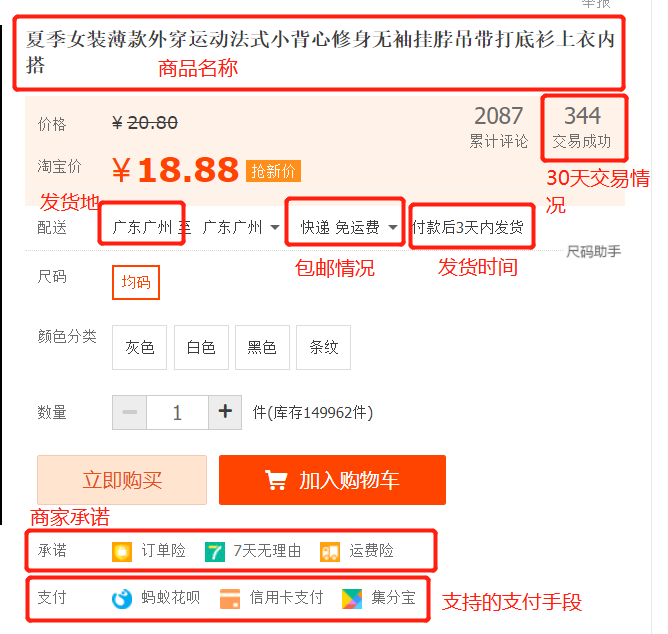 举报
夏季女装薄款外穿运动法式小背心修身无袖挂脖吊带打底衫上衣内
搭
商品名称
价格
¥ 20.80
2087
累计评论
344
交易成功
淘宝价
¥ 18.88
抢新价
30天交易情
况
发货地
配送
广东广州 至 广东广州
快递 免运费
付款后3天内发货
尺码助手
包邮情况
发货时间
尺码
均码
颜色分类
灰色
白色
黑色
条纹
数量
− 1 + 件(库存149962件)
立即购买
加入购物车
商家承诺
承诺 订单险 7 7天无理由 运费险
支付 蚂蚁花呗 信用卡支付 集分宝
支持的支付手段